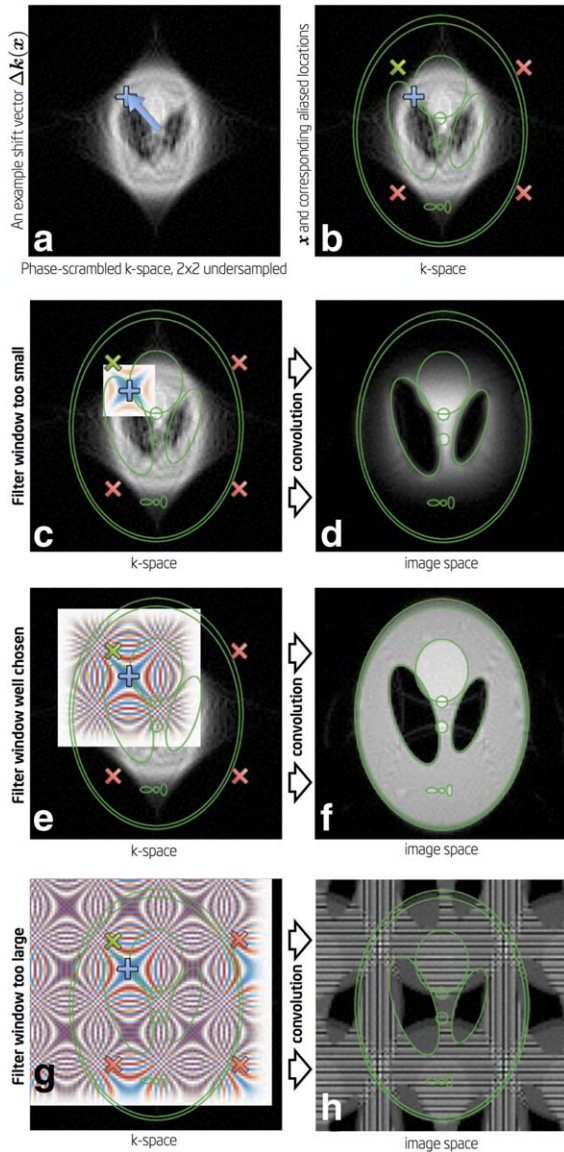 An example shift vector Δk(x)
a
Phase-scrambled k-space, 2x2 undersampled
x and corresponding aliased locations
b
k-space
Filter window too small
c
k-space
convolution
d
image space
Filter window well chosen
e
k-space
convolution
f
image space
Filter window too large
g
k-space
convolution
h
image space